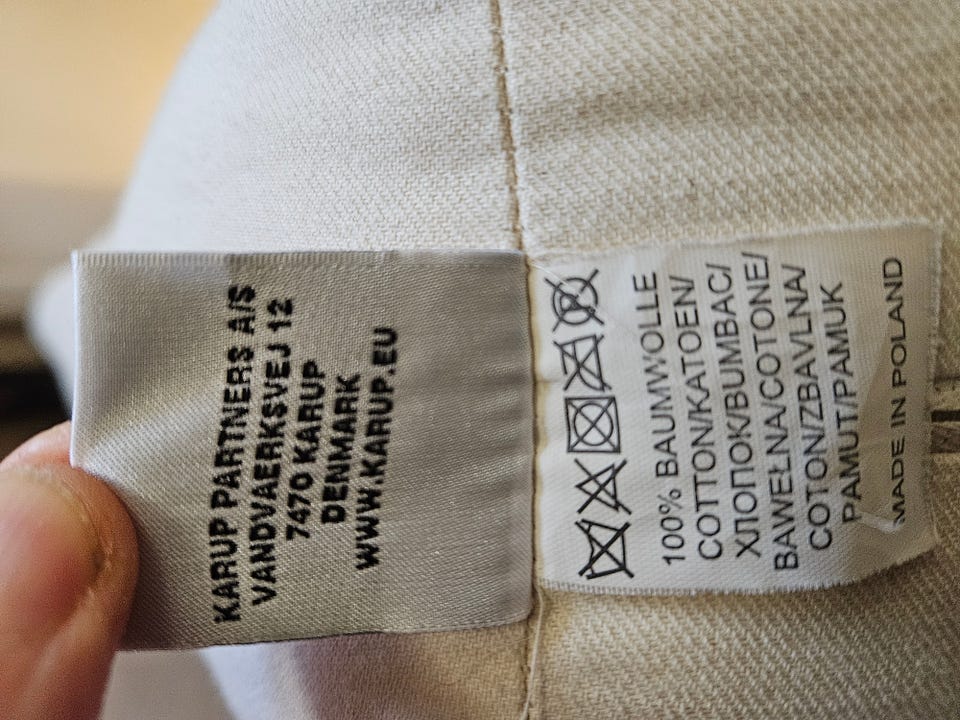 KARUP PARTNERS A/S
VANDVAERKSVEJ 12
7470 KARUP
DENMARK
WWW.KARUP.EU
100% BAUMWOLLE
COTTON/KATOEN/
ХЛОПОК/BUMBAC/
BAWEŁNA/COTONE/
COTON/ZBAVLNA/
PAMUT/PAMUK
MADE IN POLAND